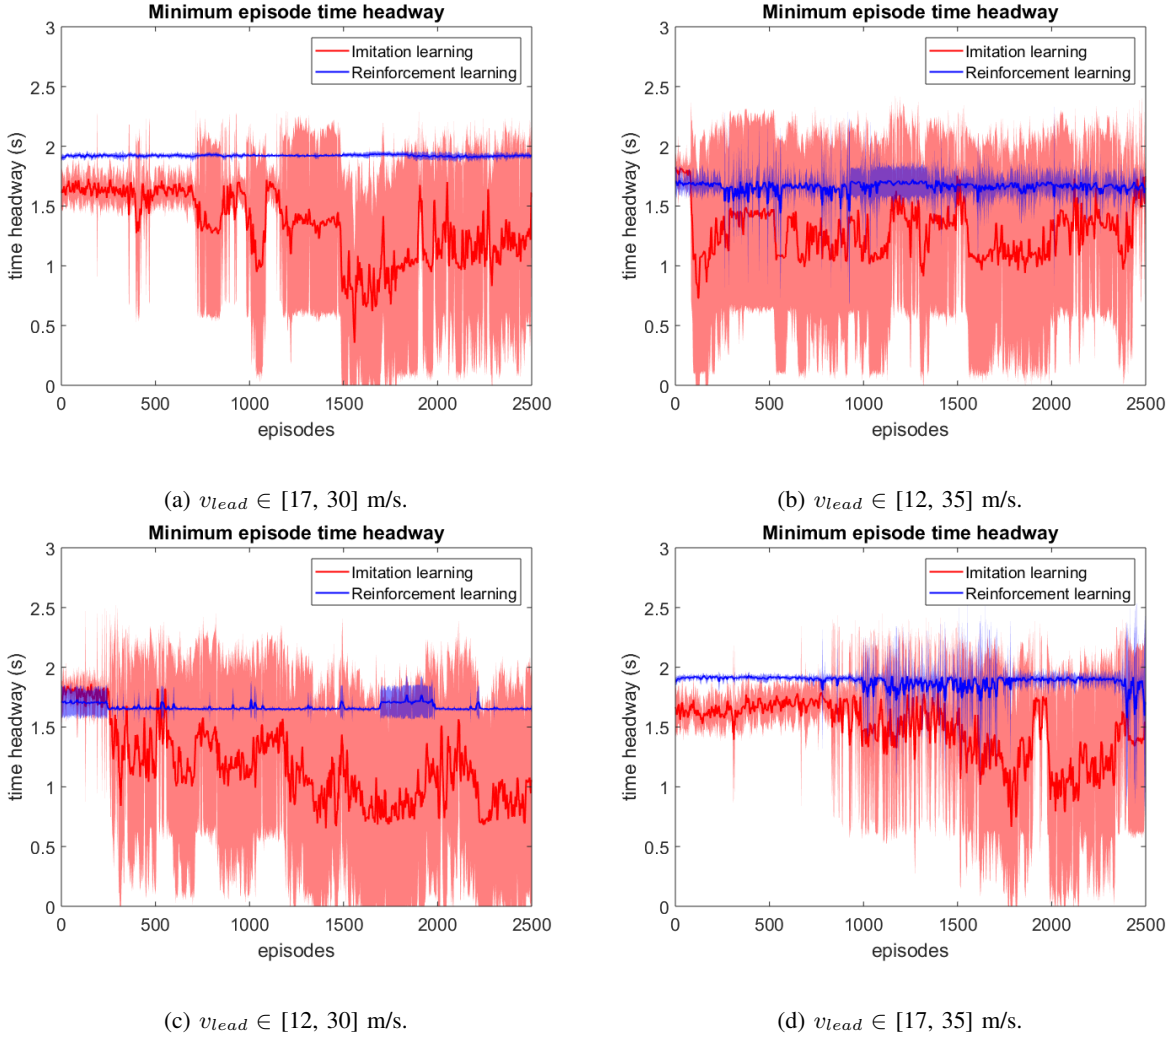 Minimum episode time headway
3
2.5
2
1.5
1
0.5
0
time headway (s)
Imitation learning
Reinforcement learning
0 500 1000 1500 2000 2500
episodes
(a) v_lead ∈ [17, 30] m/s.
Minimum episode time headway
3
2.5
2
1.5
1
0.5
0
time headway (s)
Imitation learning
Reinforcement learning
0 500 1000 1500 2000 2500
episodes
(b) v_lead ∈ [12, 35] m/s.
Minimum episode time headway
3
2.5
2
1.5
1
0.5
0
time headway (s)
Imitation learning
Reinforcement learning
0 500 1000 1500 2000 2500
episodes
(c) v_lead ∈ [12, 30] m/s.
Minimum episode time headway
3
2.5
2
1.5
1
0.5
0
time headway (s)
Imitation learning
Reinforcement learning
0 500 1000 1500 2000 2500
episodes
(d) v_lead ∈ [17, 35] m/s.